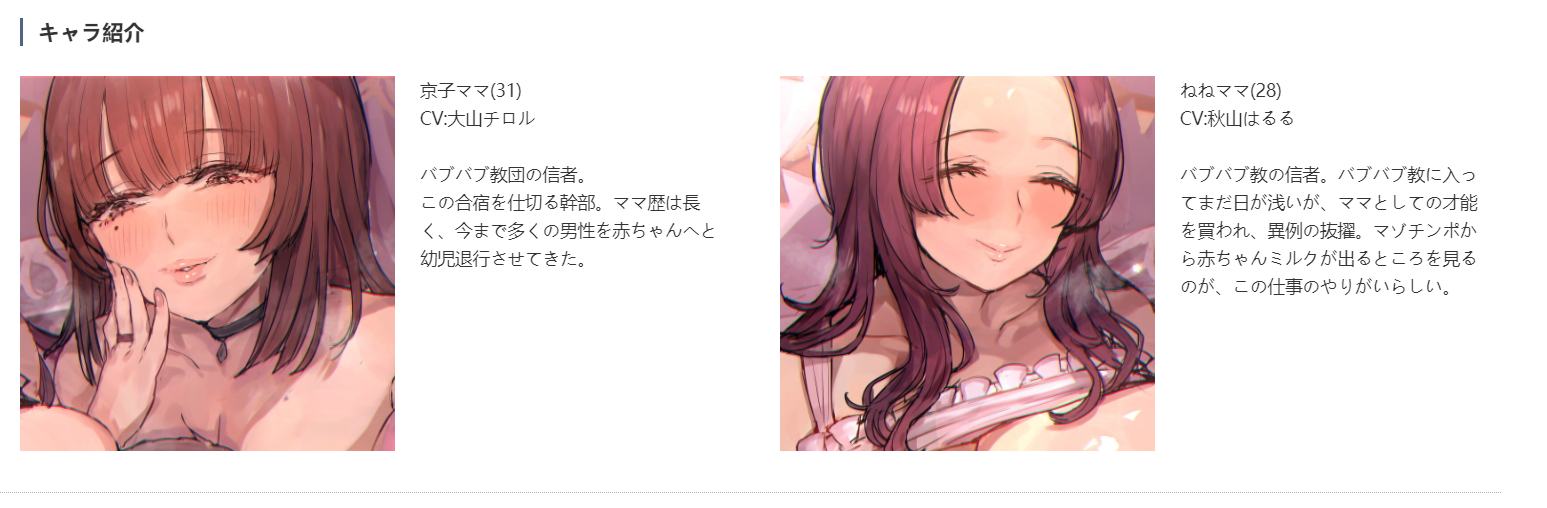 キャラ紹介
京子ママ(31)
CV:大山チロル
バブバブ教団の信者。
この合宿を仕切る幹部。ママ歴は長
く、今まで多くの男性を赤ちゃんへと
幼児退行させてきた。
ねねママ(28)
CV:秋山はるる
バブバブ教の信者。バブバブ教に入っ
てまだ日が浅いが、ママとしての才能
を買われ、異例の抜擢。マゾチンポか
ら赤ちゃんミルクが出るところを見る
のが、この仕事のやりがいらしい。